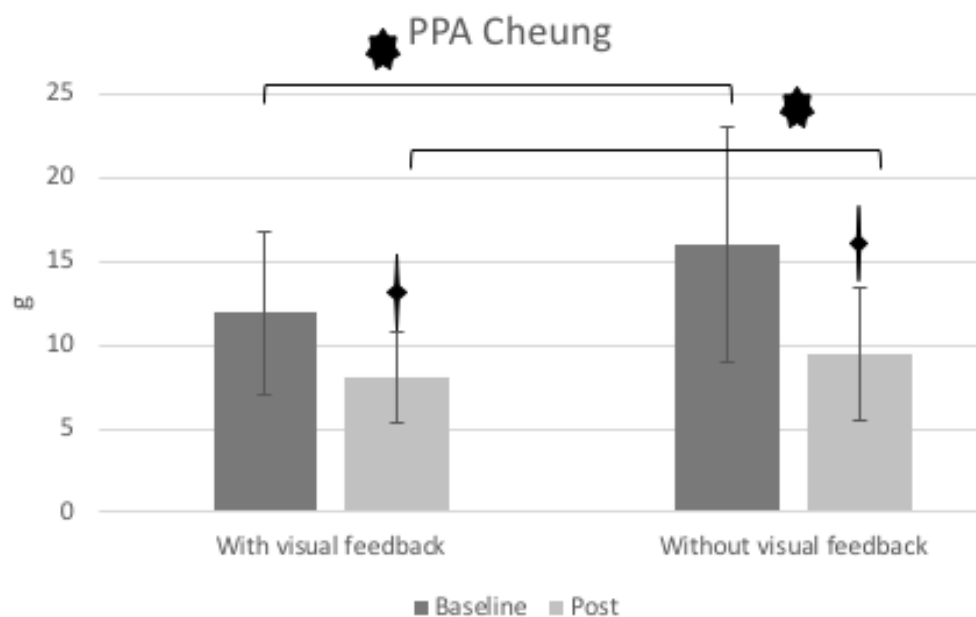 PPA Cheung
25
20
15
10
5
0
g
With visual feedback
Without visual feedback
Baseline
Post